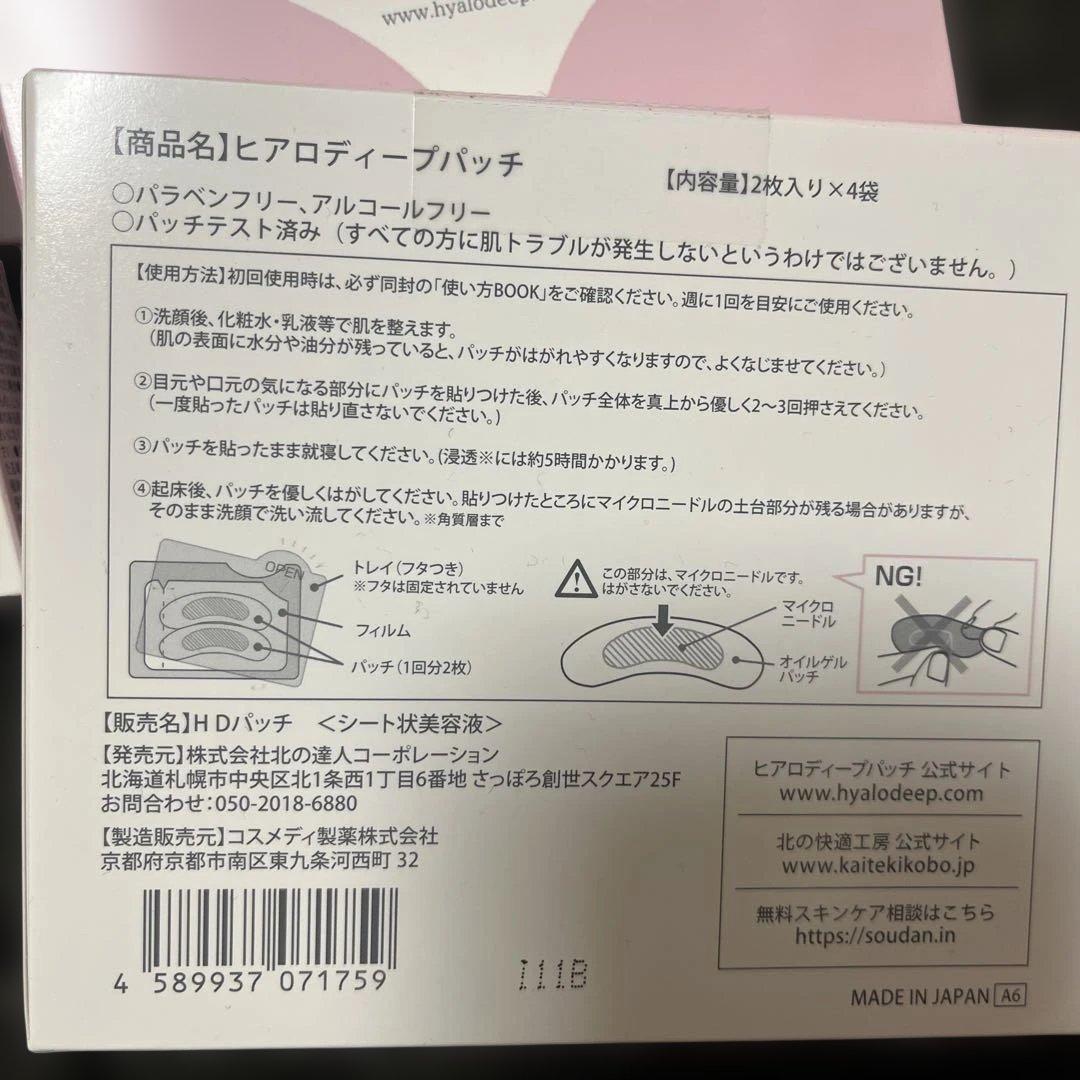 www.hyalodeep.
【商品名】ヒアロディープパッチ
【内容量】2枚入り×4袋
○パラベンフリー、アルコールフリー
○パッチテスト済み（すべての方に肌トラブルが発生しないというわけではございません。）
【使用方法】初回使用時は、必ず同封の「使い方BOOK」をご確認ください。週に1回を目安にご使用ください。
①洗顔後、化粧水・乳液等で肌を整えます。
（肌の表面に水分や油分が残っていると、パッチがはがれやすくなりますので、よくなじませてください。）
②目元や口元の気になる部分にパッチを貼りつけた後、パッチ全体を真上から優しく2～3回押さえてください。
（一度貼ったパッチは貼り直さないでください。）
③パッチを貼ったまま就寝してください。(浸透※には約5時間かかります。)
④起床後、パッチを優しくはがしてください。貼りつけたところにマイクロニードルの土台部分が残る場合がありますが、
そのまま洗顔で洗い流してください。※角質層まで
OPEN
トレイ（フタつき）
※フタは固定されていません
フィルム
パッチ（1回分2枚）
この部分は、マイクロニードルです。
はがさないでください。
マイクロ
ニードル
オイルゲル
パッチ
NG!
【販売名】H Dパッチ　＜シート状美容液＞
【発売元】株式会社北の達人コーポレーション
北海道札幌市中央区北1条西1丁目6番地 さっぽろ創世スクエア25F
お問合わせ：050-2018-6880
【製造販売元】コスメディ製薬株式会社
京都府京都市南区東九条河西町 32
ヒアロディープパッチ 公式サイト
www.hyalodeep.com
北の快適工房 公式サイト
www.kaitekikobo.jp
無料スキンケア相談はこちら
https://soudan.in
4 589937 071759
I11B
MADE IN JAPAN A6